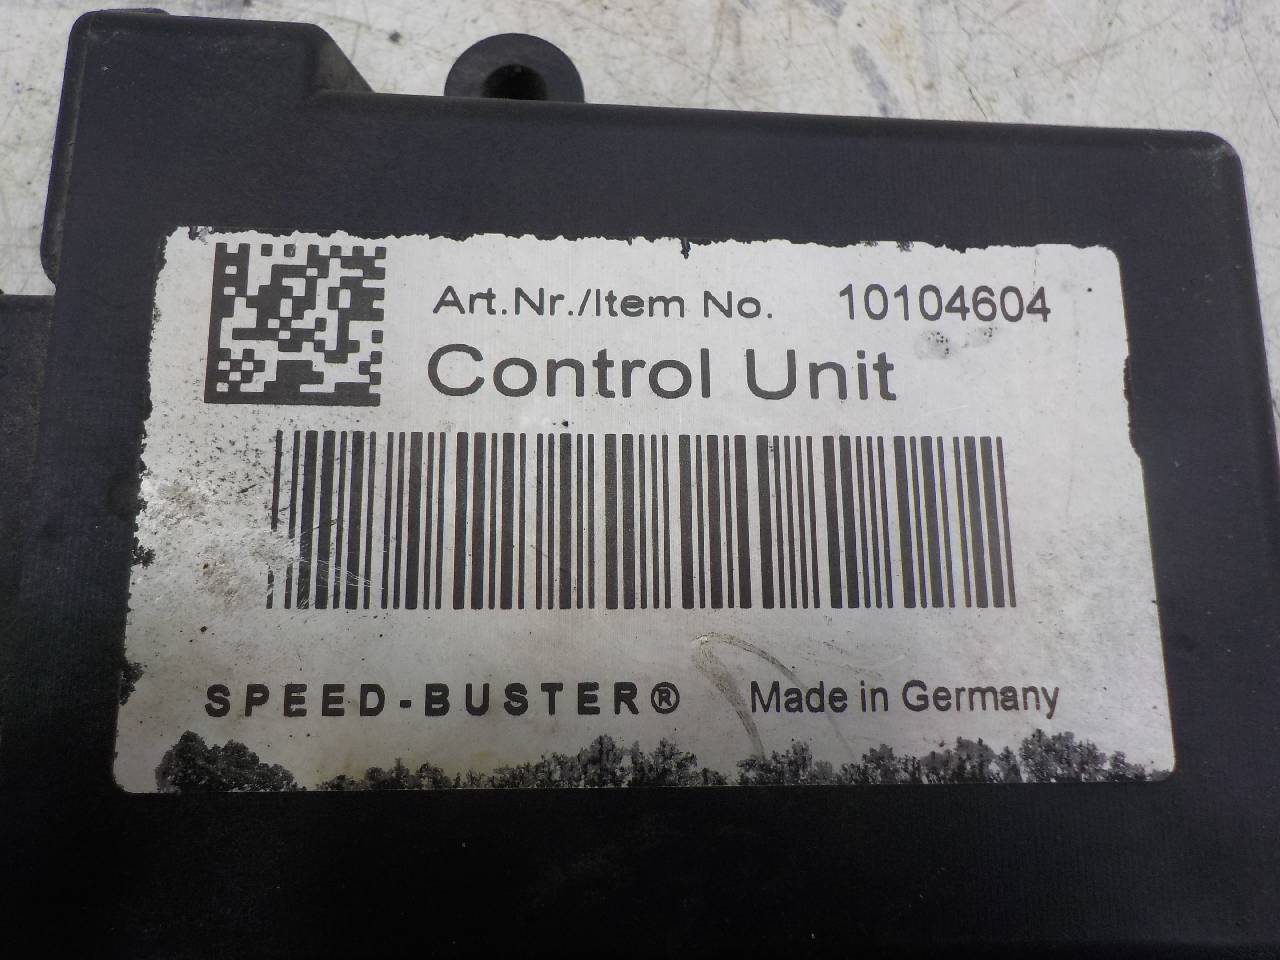 Art.Nr./Item No. 10104604
Control Unit
SPEED-BUSTER® Made in Germany